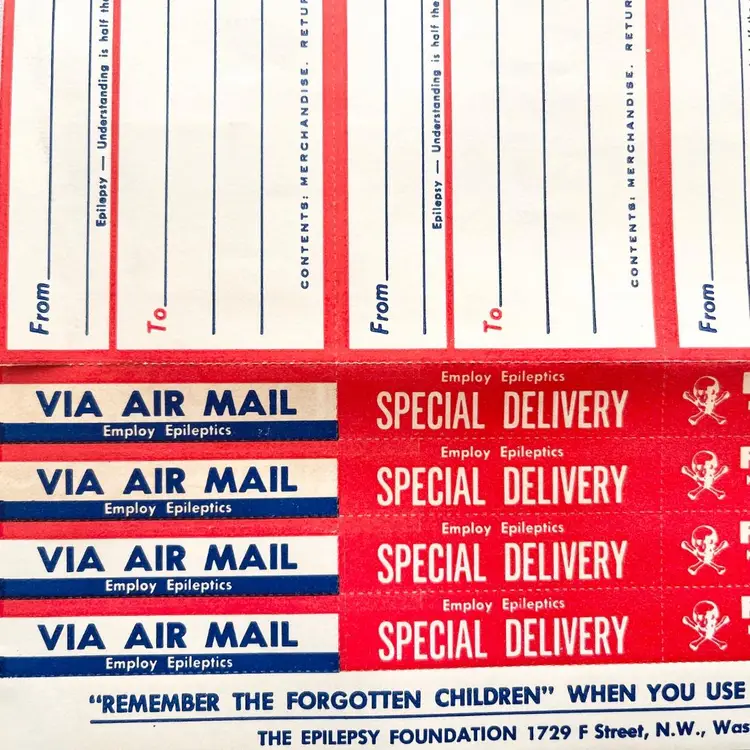 From
Epilepsy — Understanding is half the
To
CONTENTS: MERCHANDISE. RETUR
From
Epilepsy — Understanding is half the
To
CONTENTS: MERCHANDISE. RETUR
From
VIA AIR MAIL
Employ Epileptics
Employ Epileptics
SPECIAL DELIVERY
VIA AIR MAIL
Employ Epileptics
Employ Epileptics
SPECIAL DELIVERY
VIA AIR MAIL
Employ Epileptics
Employ Epileptics
SPECIAL DELIVERY
VIA AIR MAIL
Employ Epileptics
Employ Epileptics
SPECIAL DELIVERY
“REMEMBER THE FORGOTTEN CHILDREN” WHEN YOU USE
THE EPILEPSY FOUNDATION 1729 F Street, N.W., Was